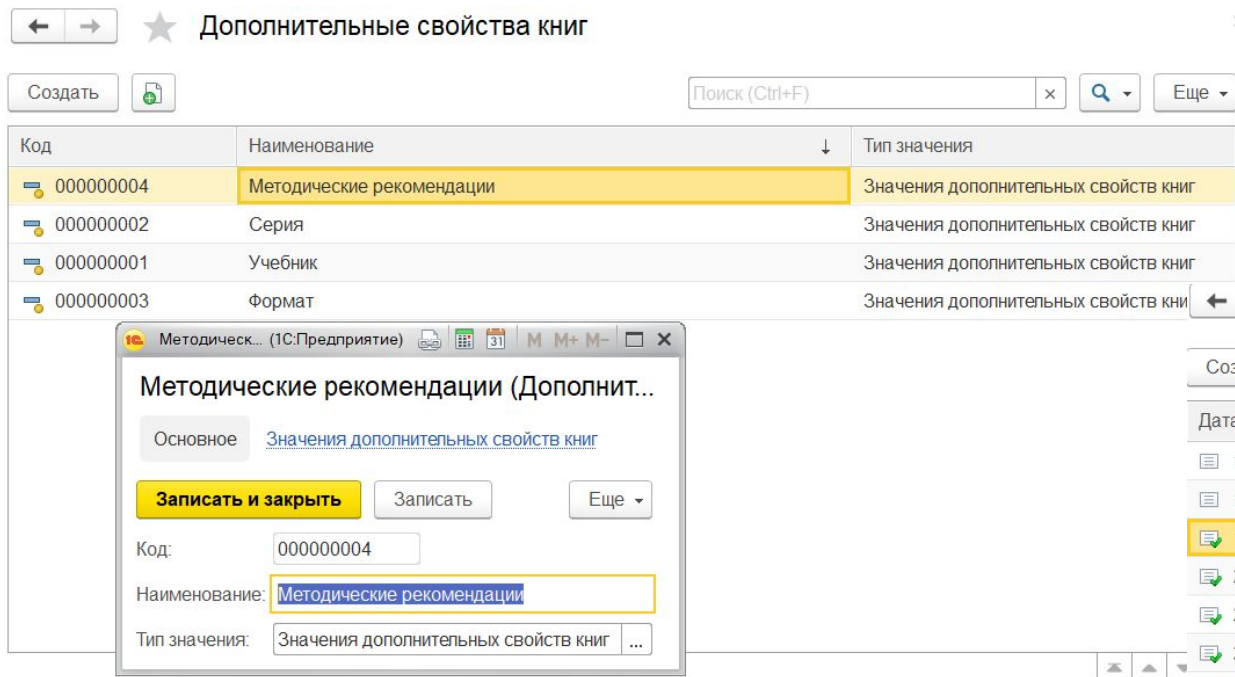 Дополнительные свойства книг
Создать
Поиск (Ctrl+F)
×
Еще
Код Наименование ↓ Тип значения
000000004 Методические рекомендации Значения дополнительных свойств книг
000000002 Серия Значения дополнительных свойств книг
000000001 Учебник Значения дополнительных свойств книг
000000003 Формат Значения дополнительных свойств кни
1С Методическ... (1С:Предприятие) 31 M M+ M-
Методические рекомендации (Дополнит...
Основное Значения дополнительных свойств книг
Записать и закрыть Записать Еще
Код: 000000004
Наименование: Методические рекомендации
Тип значения: Значения дополнительных свойств книг ...
Соз
Дата